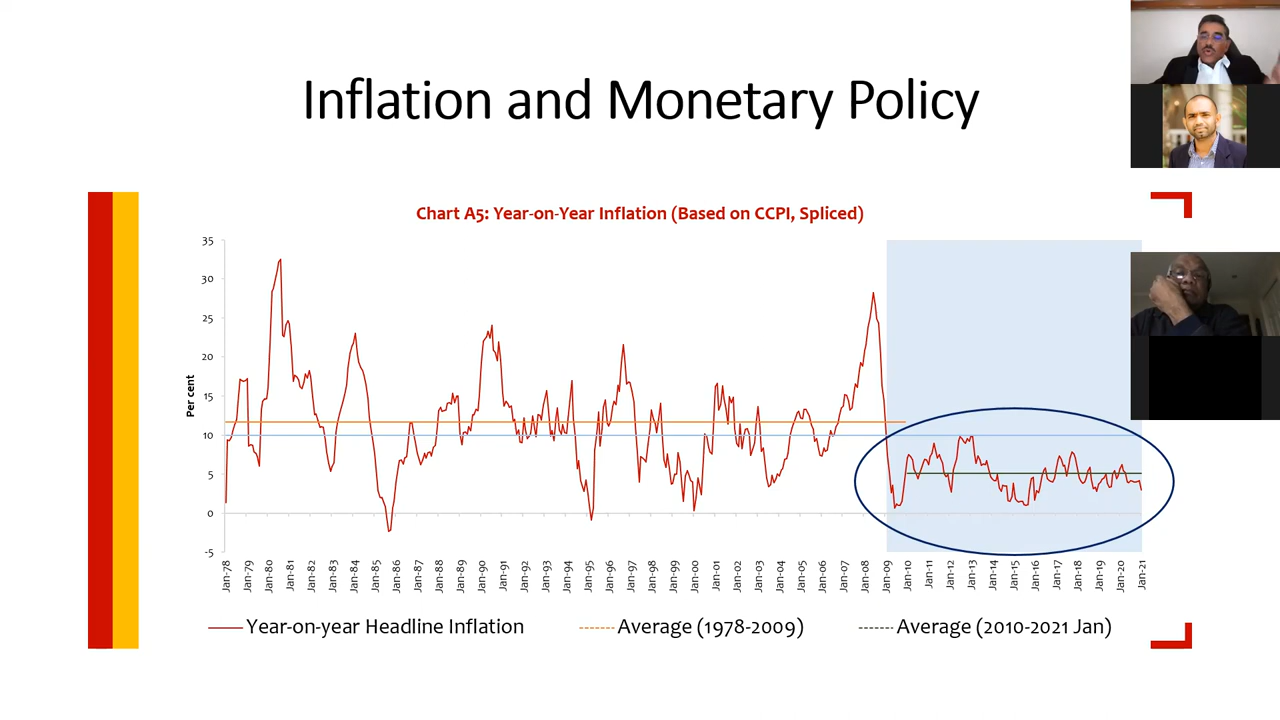 Inflation and Monetary Policy
Chart A5: Year-on-Year Inflation (Based on CCPI, Spliced)
Per cent
35
30
25
20
15
10
5
0
-5
Jan-78
Jan-79
Jan-80
Jan-81
Jan-82
Jan-83
Jan-84
Jan-85
Jan-86
Jan-87
Jan-88
Jan-89
Jan-90
Jan-91
Jan-92
Jan-93
Jan-94
Jan-95
Jan-96
Jan-97
Jan-98
Jan-99
Jan-00
Jan-01
Jan-02
Jan-03
Jan-04
Jan-05
Jan-06
Jan-07
Jan-08
Jan-09
Jan-10
Jan-11
Jan-12
Jan-13
Jan-14
Jan-15
Jan-16
Jan-17
Jan-18
Jan-19
Jan-20
Jan-21
Year-on-year Headline Inflation
Average (1978-2009)
Average (2010-2021 Jan)